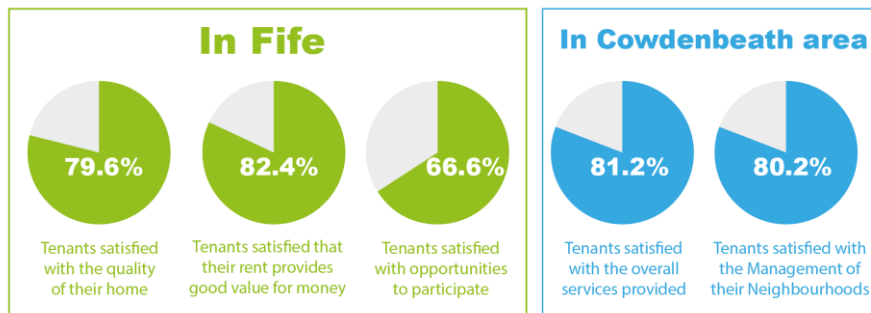 In Fife
79.6%
Tenants satisfied
with the quality
of their home
82.4%
Tenants satisfied that
their rent provides
good value for money
66.6%
Tenants satisfied
with opportunities
to participate
In Cowdenbeath area
81.2%
Tenants satisfied
with the overall
services provided
80.2%
Tenants satisfied with
the Management of
their Neighbourhoods